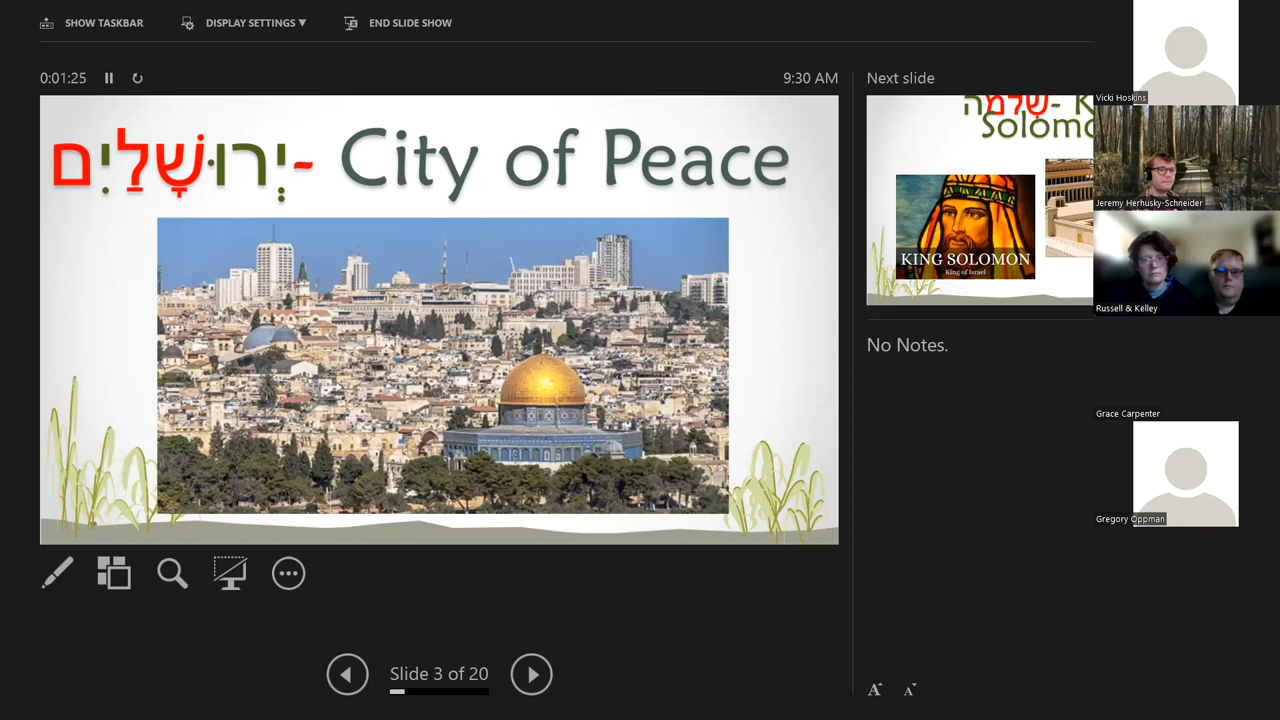 SHOW TASKBAR
DISPLAY SETTINGS ▼
END SLIDE SHOW
0:01:25
9:30 AM
יְרוּשָׁלַיִם- City of Peace
Next slide
שְׁלֹמֹה- K
Solomo
KING SOLOMON
King of Israel
No Notes.
Slide 3 of 20
A
A
Vicki Hoskins
Jeremy Herhusky-Schneider
Russell & Kelley
Grace Carpenter
Gregory Oppman